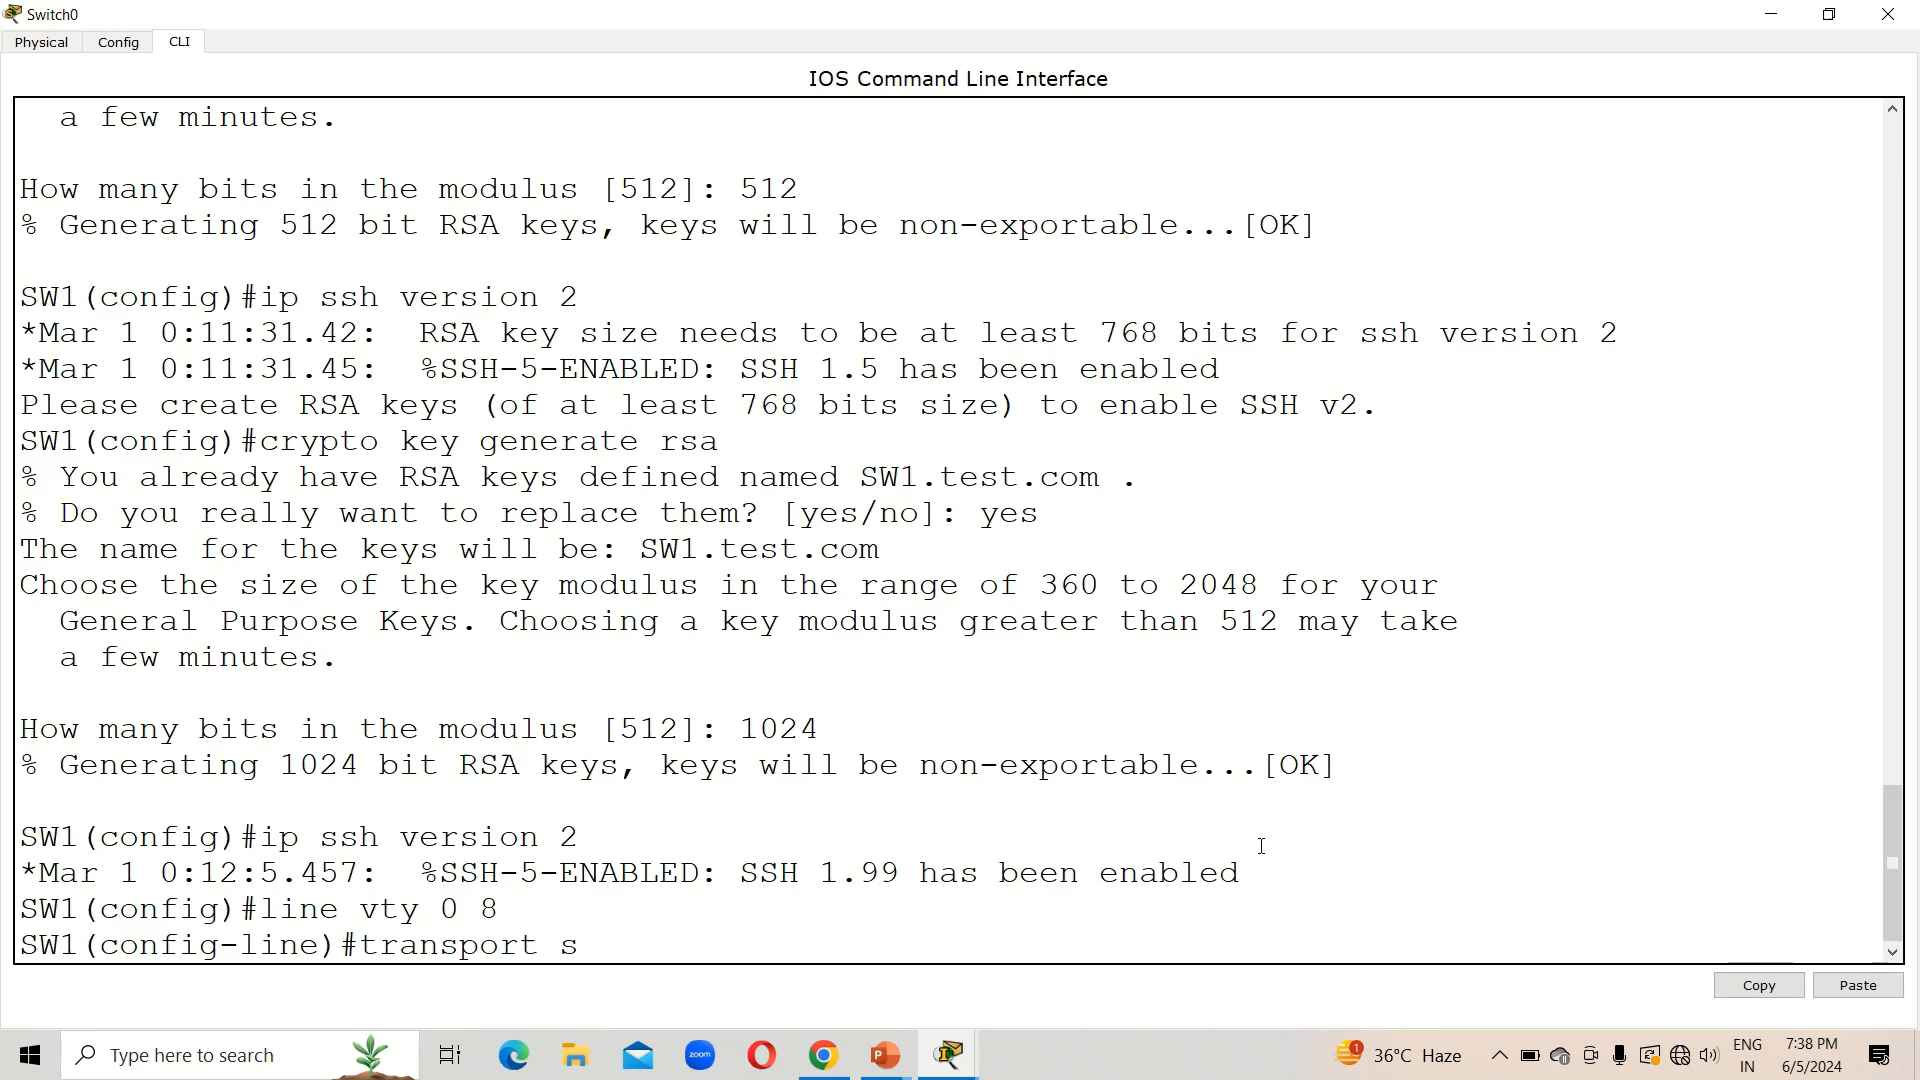 Switch0
Physical
Config
CLI
IOS Command Line Interface
a few minutes.
How many bits in the modulus [512]: 512
% Generating 512 bit RSA keys, keys will be non-exportable...[OK]
SW1(config)#ip ssh version 2
*Mar 1 0:11:31.42:  RSA key size needs to be at least 768 bits for ssh version 2
*Mar 1 0:11:31.45:  %SSH-5-ENABLED: SSH 1.5 has been enabled
Please create RSA keys (of at least 768 bits size) to enable SSH v2.
SW1(config)#crypto key generate rsa
% You already have RSA keys defined named SW1.test.com .
% Do you really want to replace them? [yes/no]: yes
The name for the keys will be: SW1.test.com
Choose the size of the key modulus in the range of 360 to 2048 for your
General Purpose Keys. Choosing a key modulus greater than 512 may take
a few minutes.
How many bits in the modulus [512]: 1024
% Generating 1024 bit RSA keys, keys will be non-exportable...[OK]
SW1(config)#ip ssh version 2
*Mar 1 0:12:5.457:  %SSH-5-ENABLED: SSH 1.99 has been enabled
SW1(config)#line vty 0 8
SW1(config-line)#transport s
Copy
Paste
Type here to search
zoom
1
36°C Haze
ENG
IN
7:38 PM
6/5/2024